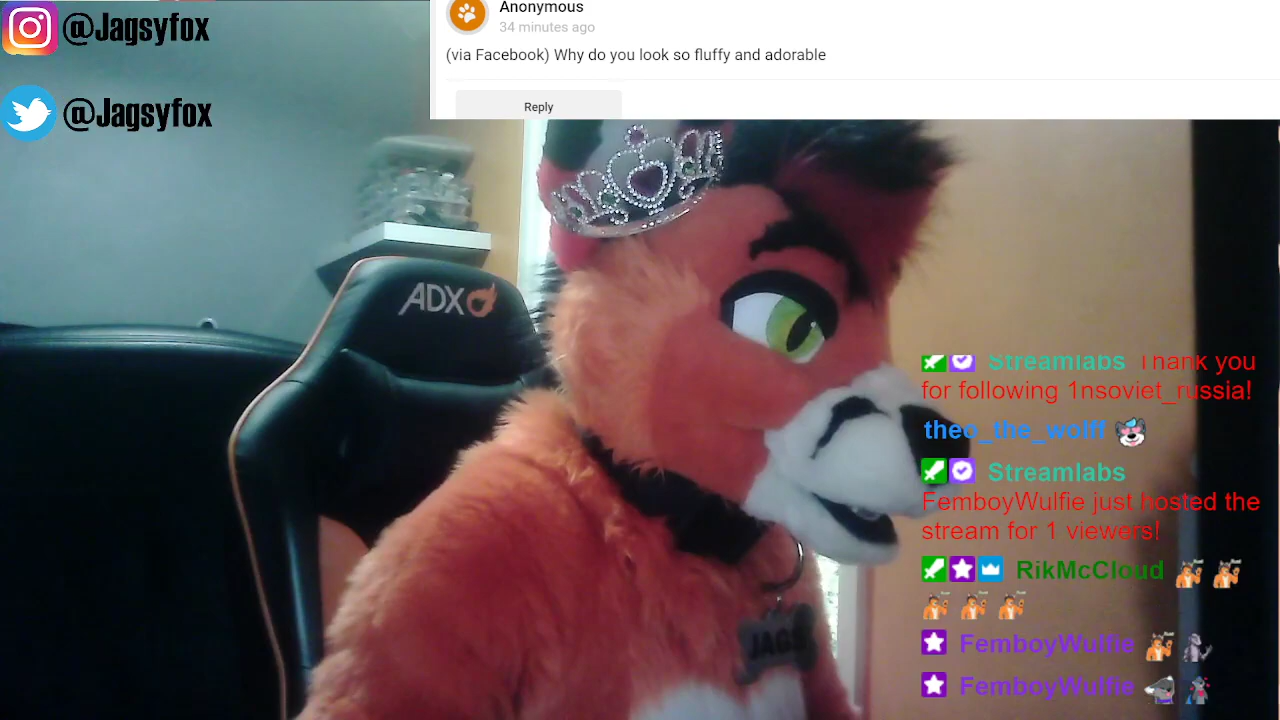 @Jagsyfox
@Jagsyfox
Anonymous
34 minutes ago
(via Facebook) Why do you look so fluffy and adorable
Reply
ADX
JAGS
Streamlabs Thank you
for following 1nsoviet_russia!
theo_the_wolff
Streamlabs
FemboyWulfie just hosted the
stream for 1 viewers!
RikMcCloud
FemboyWulfie
FemboyWulfie